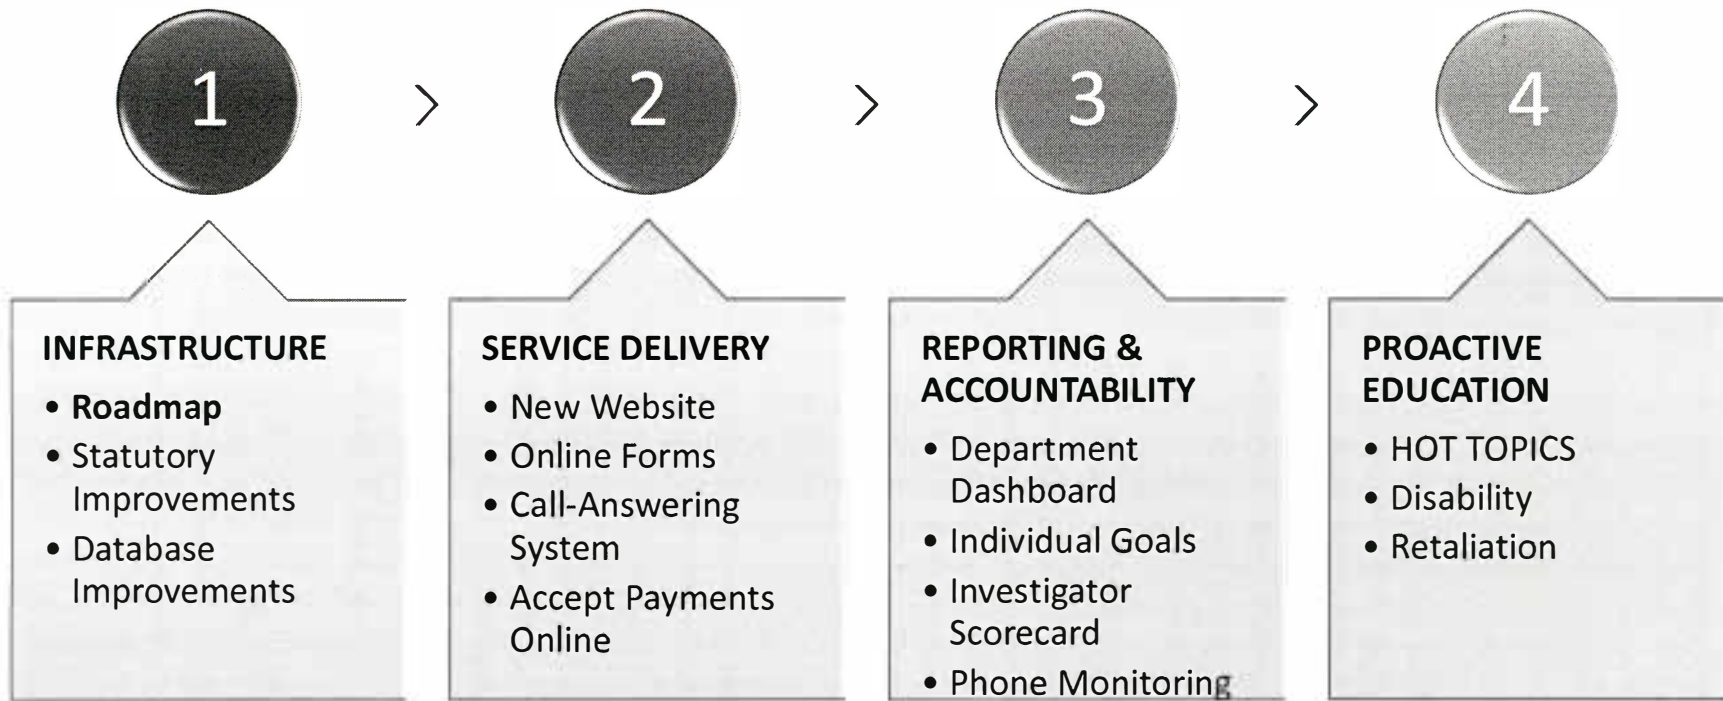 1
>
2
>
3
>
4
INFRASTRUCTURE
• Roadmap
• Statutory
Improvements
• Database
Improvements
SERVICE DELIVERY
• New Website
• Online Forms
• Call-Answering
System
• Accept Payments
Online
REPORTING &
ACCOUNTABILITY
• Department
Dashboard
• Individual Goals
• Investigator
Scorecard
• Phone Monitoring
PROACTIVE
EDUCATION
• HOT TOPICS
• Disability
• Retaliation